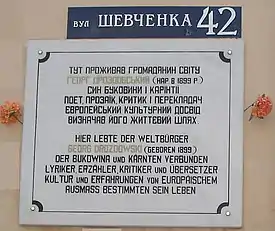 вул ШЕВЧЕНКА 42
ТУТ ПРОЖИВАВ ГРОМАДЯНИН СВІТУ
ГЕОРГ ДРОЗДОВСЬКИЙ (НАР. В 1899 Р.)
СИН БУКОВИНИ І КАРІНТІЇ
ПОЕТ, ПРОЗАЇК, КРИТИК І ПЕРЕКЛАДАЧ
ЄВРОПЕЙСЬКИЙ КУЛЬТУРНИЙ ДОСВІД
ВИЗНАЧАВ ЙОГО ЖИТТЄВИЙ ШЛЯХ
HIER LEBTE DER WELTBÜRGER
GEORG DROZDOWSKI (GEBOREN 1899)
DER BUKOWINA UND KÄRNTEN VERBUNDEN
LYRIKER, ERZÄHLER, KRITIKER UND ÜBERSETZER
KULTUR UND ERFAHRUNGEN VON EUROPÄISCHEM
AUSMASS BESTIMMTEN SEIN LEBEN